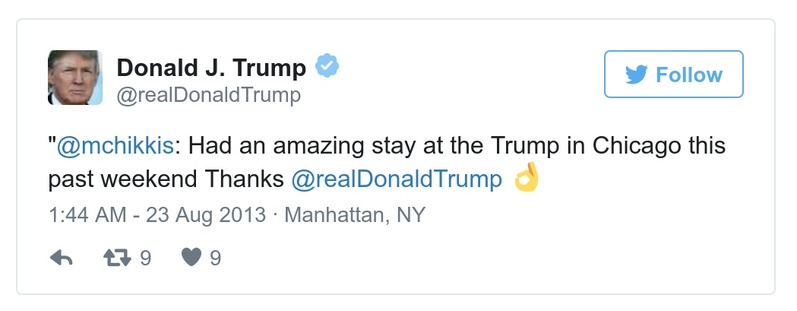 Donald J. Trump
@realDonaldTrump
Follow
"@mchikkis: Had an amazing stay at the Trump in Chicago this
past weekend Thanks @realDonaldTrump 👌
1:44 AM - 23 Aug 2013 · Manhattan, NY
9 9